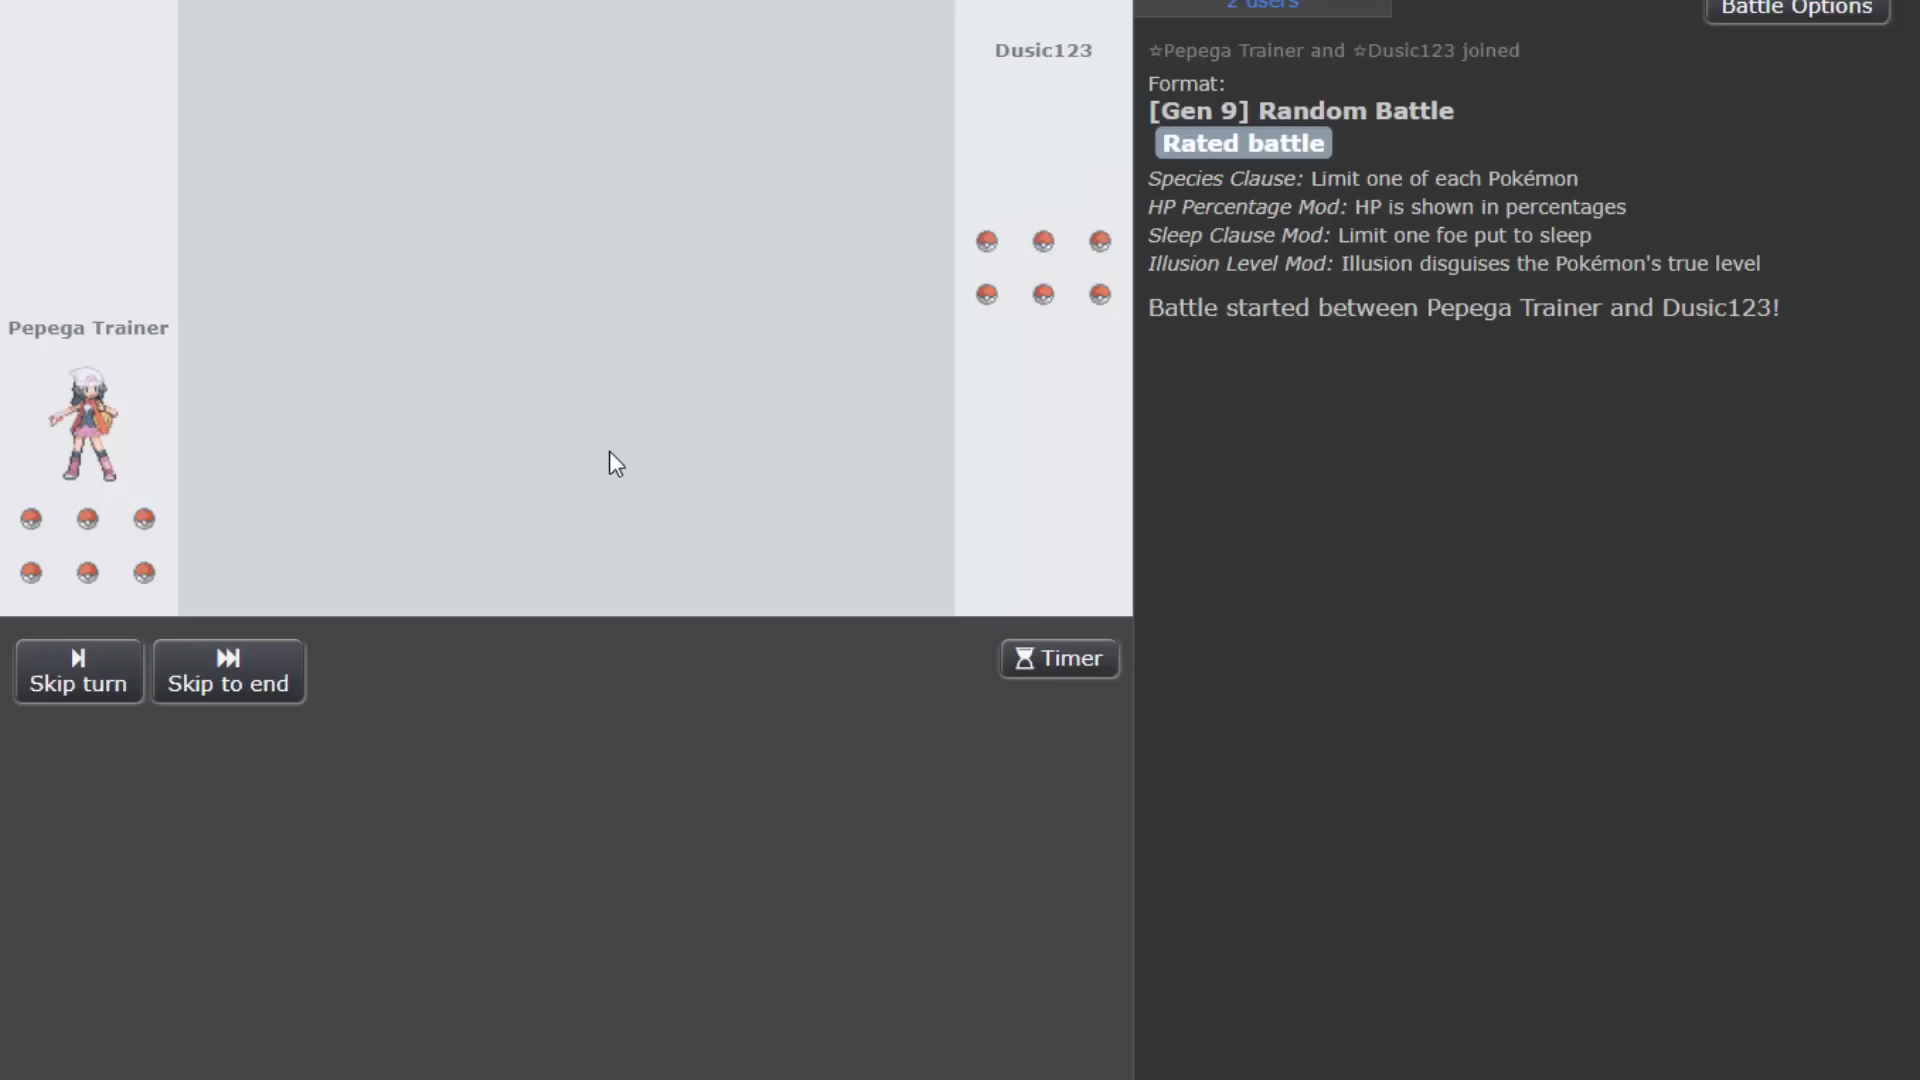 2 users
Battle Options
Dusic123
☆Pepega Trainer and ☆Dusic123 joined
Format:
[Gen 9] Random Battle
Rated battle
Species Clause: Limit one of each Pokémon
HP Percentage Mod: HP is shown in percentages
Sleep Clause Mod: Limit one foe put to sleep
Illusion Level Mod: Illusion disguises the Pokémon's true level
Battle started between Pepega Trainer and Dusic123!
Pepega Trainer
Skip turn
Skip to end
Timer